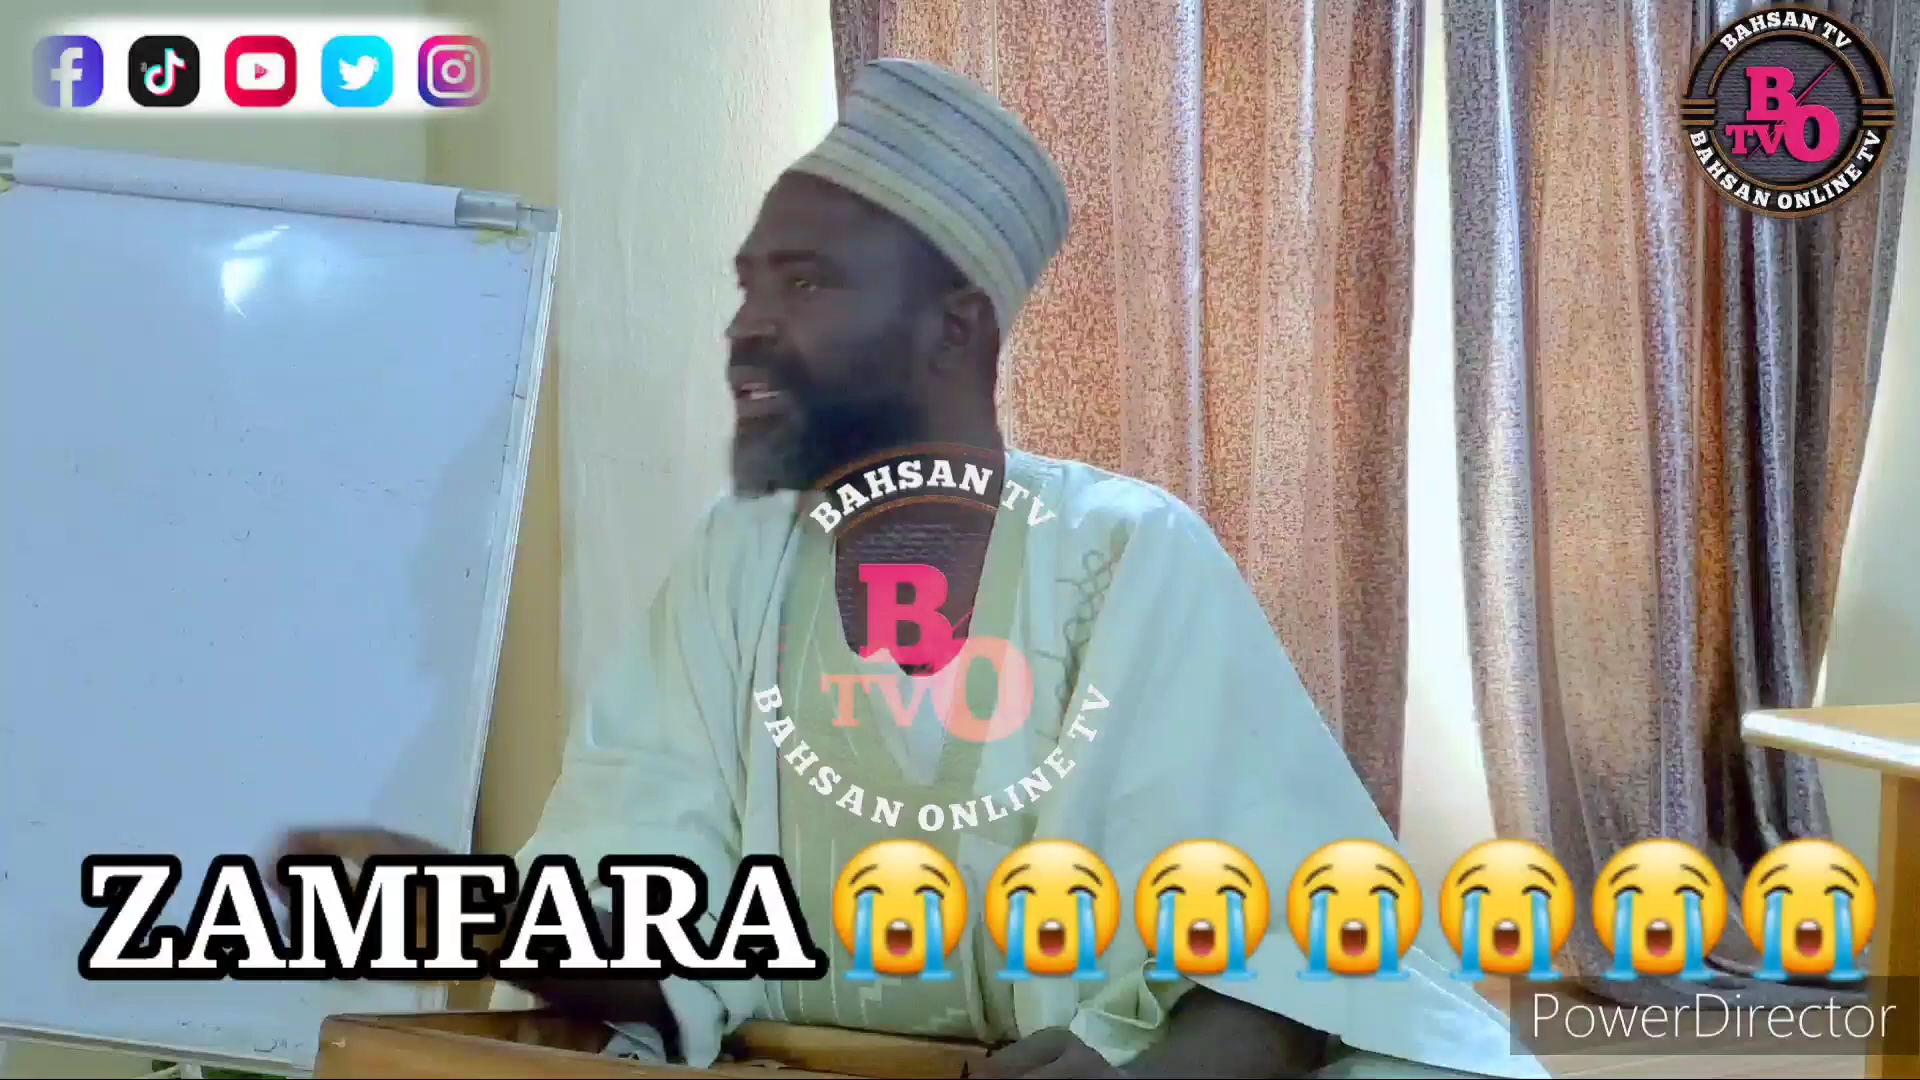 BAHSAN TV
B
TVO
BAHSAN ONLINE TV
BAHSAN TV
B
TVO
BAHSAN ONLINE TV
ZAMFARA😭😭😭😭😭😭😭
PowerDirector